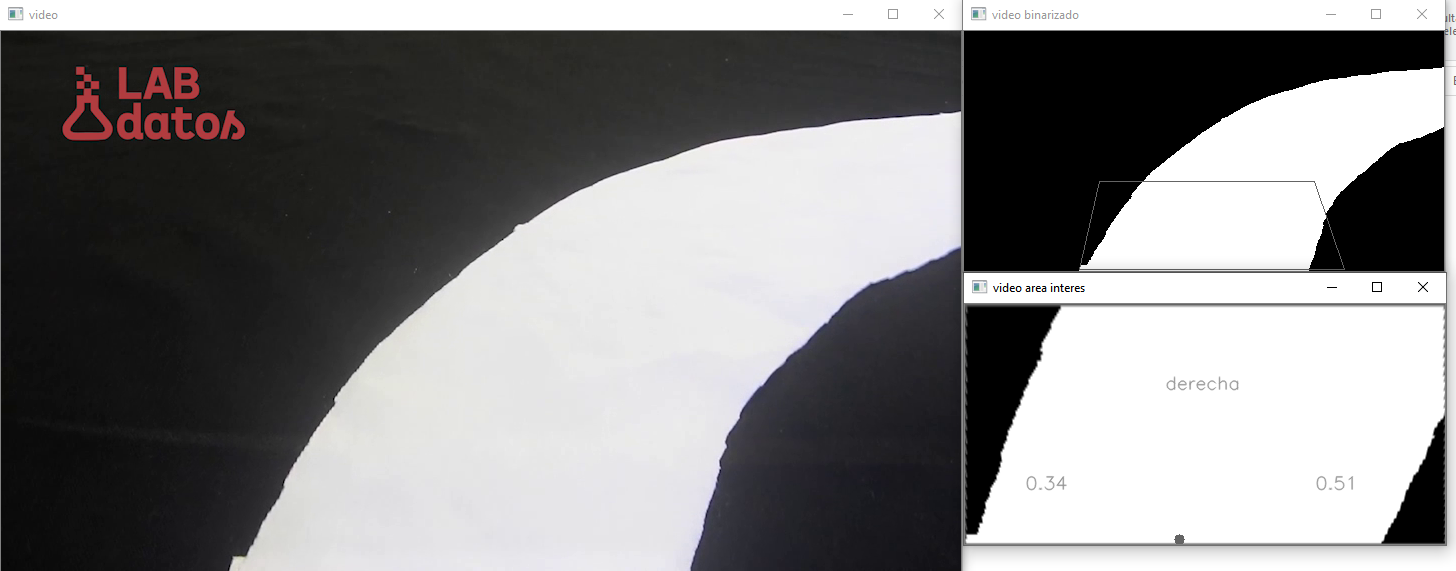 video
LAB
datos
video binarizado
video area interes
derecha
0.34
0.51